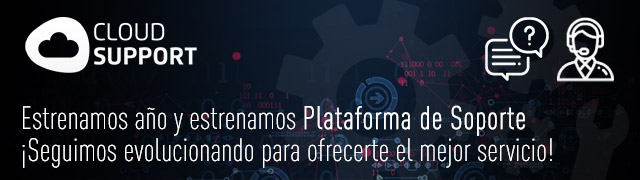 CLOUD
SUPPORT
?
Estrenamos año y estrenamos Plataforma de Soporte
¡Seguimos evolucionando para ofrecerte el mejor servicio!